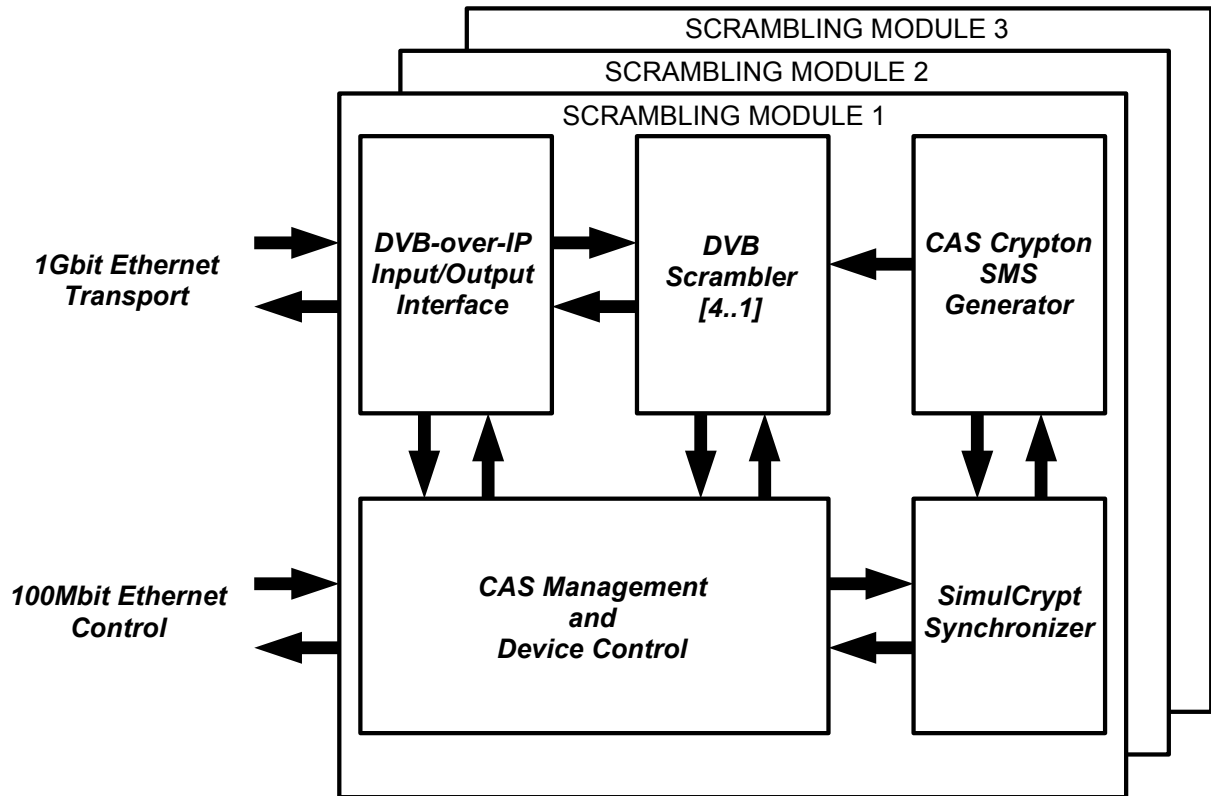 SCRAMBLING MODULE 3
SCRAMBLING MODULE 2
SCRAMBLING MODULE 1
1Gbit Ethernet
Transport
DVB-over-IP
Input/Output
Interface
DVB
Scrambler
[4..1]
CAS Crypton
SMS
Generator
100Mbit Ethernet
Control
CAS Management
and
Device Control
SimulCrypt
Synchronizer